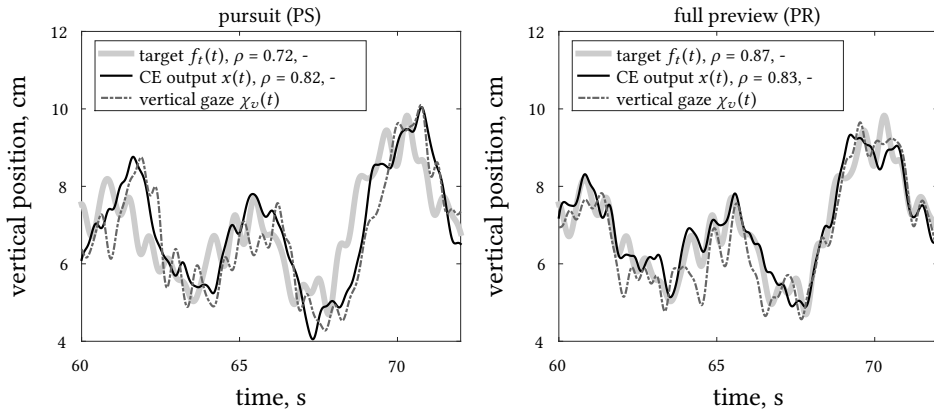 pursuit (PS)
12
10
8
6
4
60
65
70
vertical position, cm
time, s
target f_t(t), ρ = 0.72, -
CE output x(t), ρ = 0.82, -
vertical gaze χ_v(t)
full preview (PR)
12
10
8
6
4
60
65
70
vertical position, cm
time, s
target f_t(t), ρ = 0.87, -
CE output x(t), ρ = 0.83, -
vertical gaze χ_v(t)